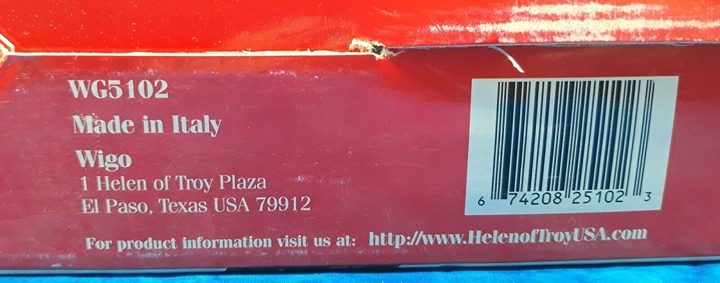 WG5102
Made in Italy
Wigo
1 Helen of Troy Plaza
El Paso, Texas USA 79912
For product information visit us at: http://www.HelenofTroyUSA.com
6 74208 25102 3